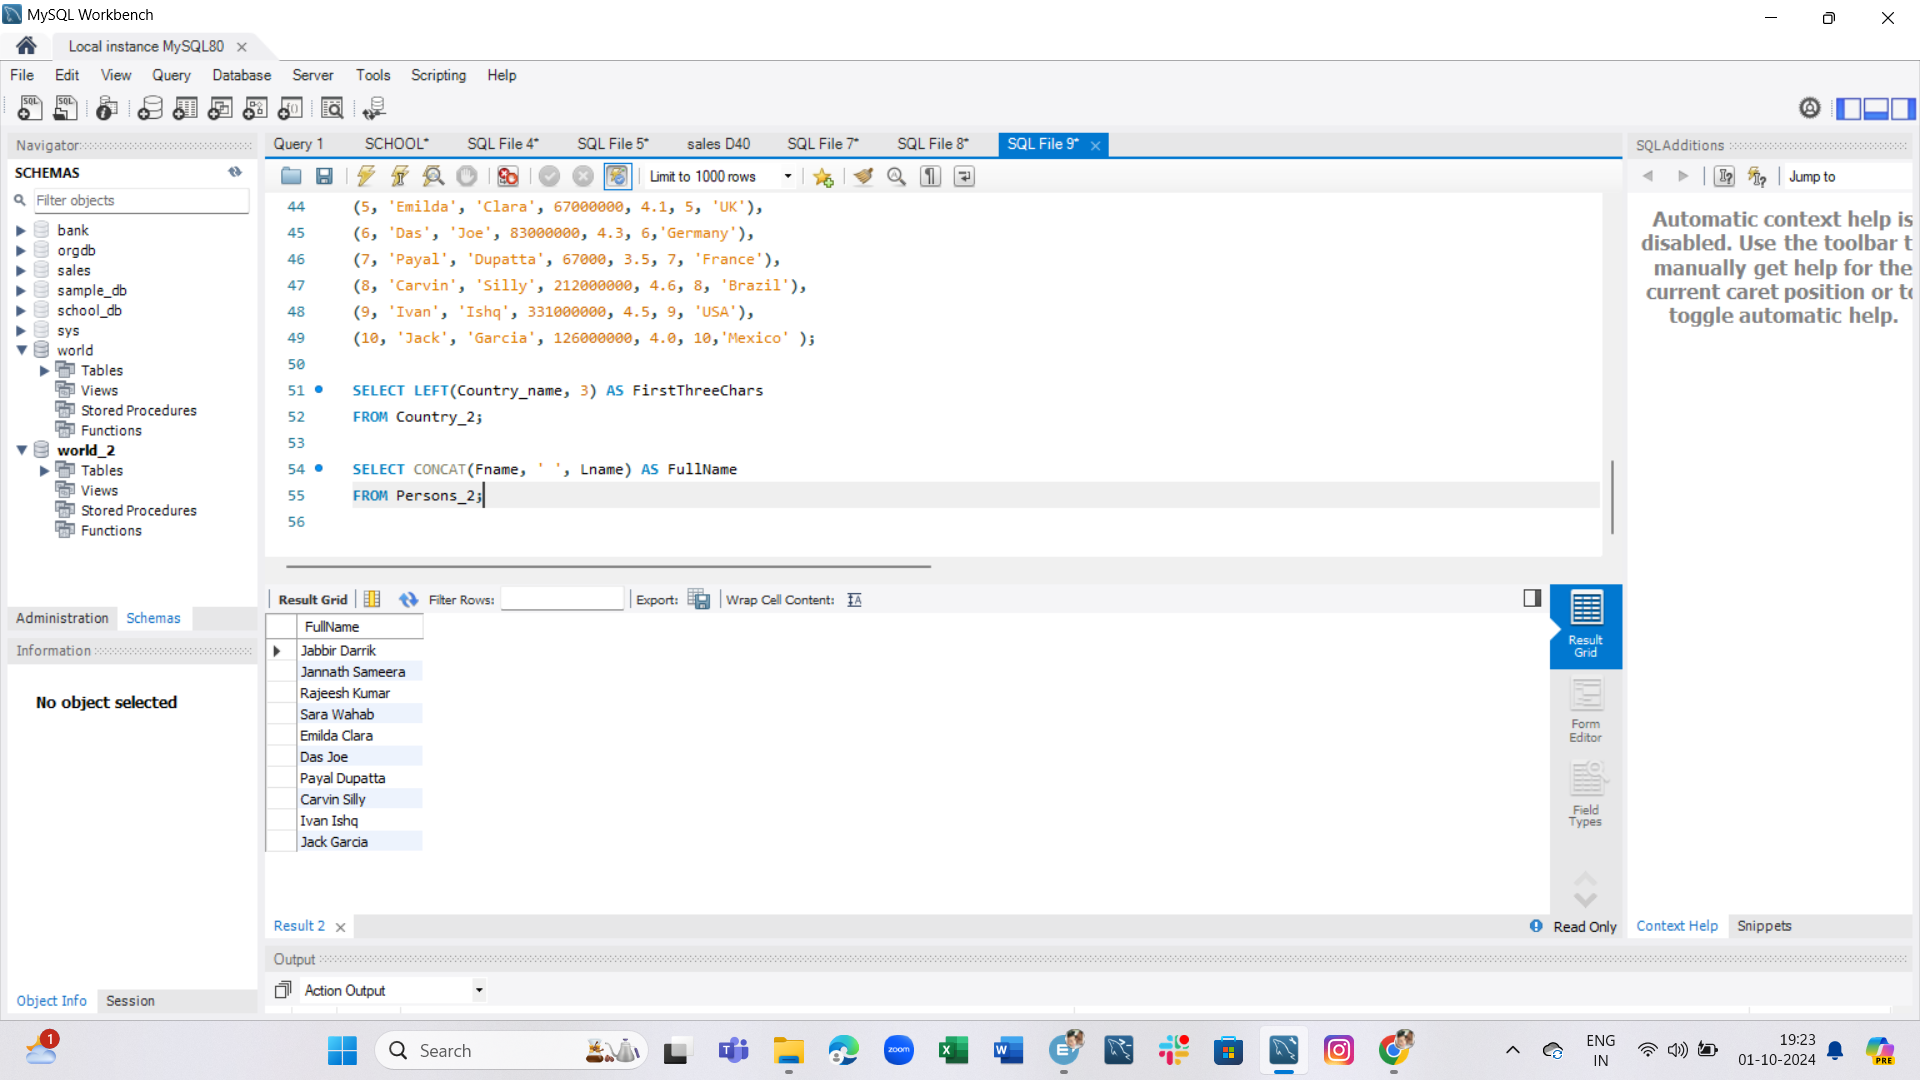 MySQL Workbench
Local instance MySQL80
File Edit View Query Database Server Tools Scripting Help
Navigator
SCHEMAS
Filter objects
bank
orgdb
sales
sample_db
school_db
sys
world
Tables
Views
Stored Procedures
Functions
world_2
Tables
Views
Stored Procedures
Functions
Administration Schemas
Information
No object selected
Object Info Session
Query 1 SCHOOL* SQL File 4* SQL File 5* sales D40 SQL File 7* SQL File 8* SQL File 9*
Limit to 1000 rows
44 (5, 'Emilda', 'Clara', 67000000, 4.1, 5, 'UK'),
45 (6, 'Das', 'Joe', 83000000, 4.3, 6,'Germany'),
46 (7, 'Payal', 'Dupatta', 67000, 3.5, 7, 'France'),
47 (8, 'Carvin', 'Silly', 212000000, 4.6, 8, 'Brazil'),
48 (9, 'Ivan', 'Ishq', 331000000, 4.5, 9, 'USA'),
49 (10, 'Jack', 'Garcia', 126000000, 4.0, 10,'Mexico' );
50
51 SELECT LEFT(Country_name, 3) AS FirstThreeChars
52 FROM Country_2;
53
54 SELECT CONCAT(Fname, ' ', Lname) AS FullName
55 FROM Persons_2;
56
Result Grid Filter Rows: Export: Wrap Cell Content:
FullName
Jabbir Darrik
Jannath Sameera
Rajeesh Kumar
Sara Wahab
Emilda Clara
Das Joe
Payal Dupatta
Carvin Silly
Ivan Ishq
Jack Garcia
Result
Grid
Form
Editor
Field
Types
Result 2
Read Only
Output
Action Output
SQLAdditions
Jump to
Automatic context help is
disabled. Use the toolbar t
manually get help for the
current caret position or to
toggle automatic help.
Context Help Snippets
1
Search
zoom
ENG
IN
19:23
01-10-2024
PRE